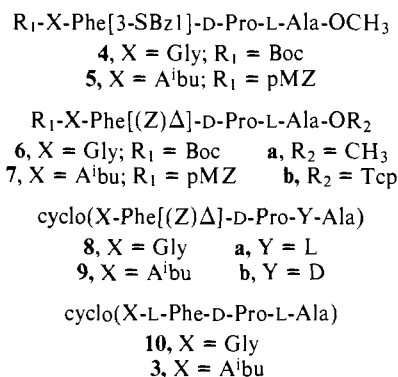 R₁-X-Phe[3-SBzl]-D-Pro-L-Ala-OCH₃
4, X = Gly; R₁ = Boc
5, X = Aⁱbu; R₁ = pMZ
R₁-X-Phe[(Z)Δ]-D-Pro-L-Ala-OR₂
6, X = Gly; R₁ = Boc a, R₂ = CH₃
7, X = Aⁱbu; R₁ = pMZ b, R₂ = Tcp
cyclo(X-Phe[(Z)Δ]-D-Pro-Y-Ala)
8, X = Gly a, Y = L
9, X = Aⁱbu b, Y = D
cyclo(X-L-Phe-D-Pro-L-Ala)
10, X = Gly
3, X = Aⁱbu